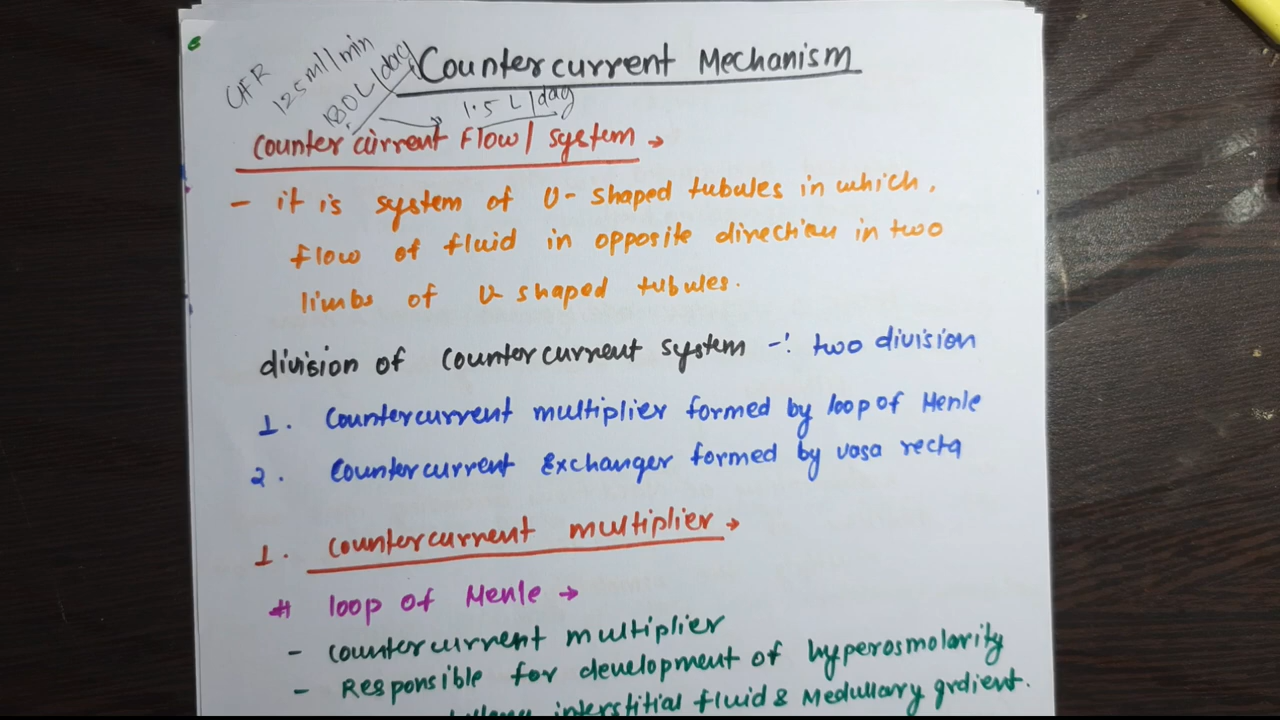 GFR
125 ml/min
180 L/day
1.5 L/day
Countercurrent Mechanism
counter current Flow/ system →
- it is system of U- shaped tubules in which,
flow of fluid in opposite direction in two
limbs of U shaped tubules.
division of countercurrent system -: two division
1. Countercurrent multiplier formed by loop of Henle
2. Countercurrent Exchanger formed by vasa recta
1. countercurrent multiplier →
# loop of Henle →
- countercurrent multiplier
- Responsible for development of hyperosmolarity
interstitial fluid & Medullary grdient.